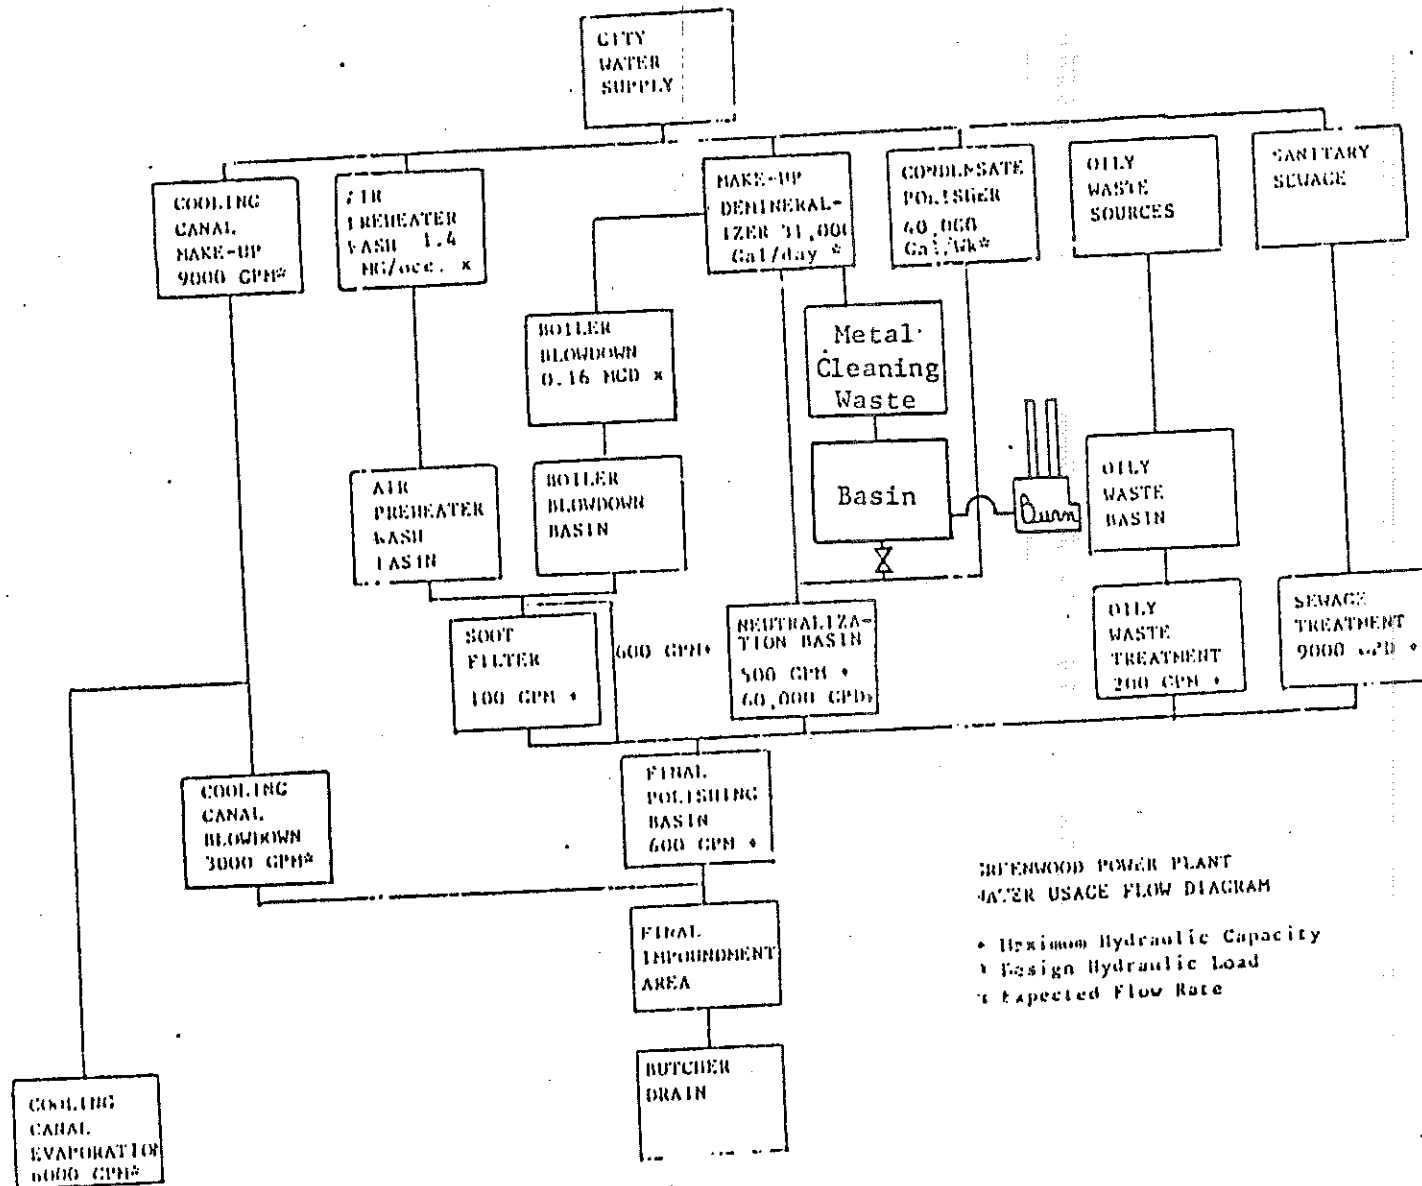 CITY
WATER
SUPPLY
COOLING
CANAL
MAKE-UP
9000 GPM*
AIR
PREHEATER
WASH 1.4
MG/occ. x
MAKE-UP
DEMINERAL-
IZER 31,000
Gal/day *
CONDENSATE
POLISHER
40,000
Gal/Wk*
OILY
WASTE
SOURCES
SANITARY
SEWAGE
BOILER
BLOWDOWN
0.16 MGD x
Metal
Cleaning
Waste
AIR
PREHEATER
WASH
BASIN
BOILER
BLOWDOWN
BASIN
Basin
Burn
OILY
WASTE
BASIN
SOOT
FILTER
100 GPM +
600 GPM+
NEUTRALIZA-
TION BASIN
500 GPM +
60,000 GPD
OILY
WASTE
TREATMENT
200 GPM +
SEWAGE
TREATMENT
9000 GPD +
COOLING
CANAL
BLOWDOWN
3000 GPM*
FINAL
POLISHING
BASIN
600 GPM +
FINAL
IMPOUNDMENT
AREA
BUTCHER
DRAIN
COOLING
CANAL
EVAPORATION
6000 GPM*
GREENWOOD POWER PLANT
WATER USAGE FLOW DIAGRAM
+ Maximum Hydraulic Capacity
* Design Hydraulic Load
x Expected Flow Rate